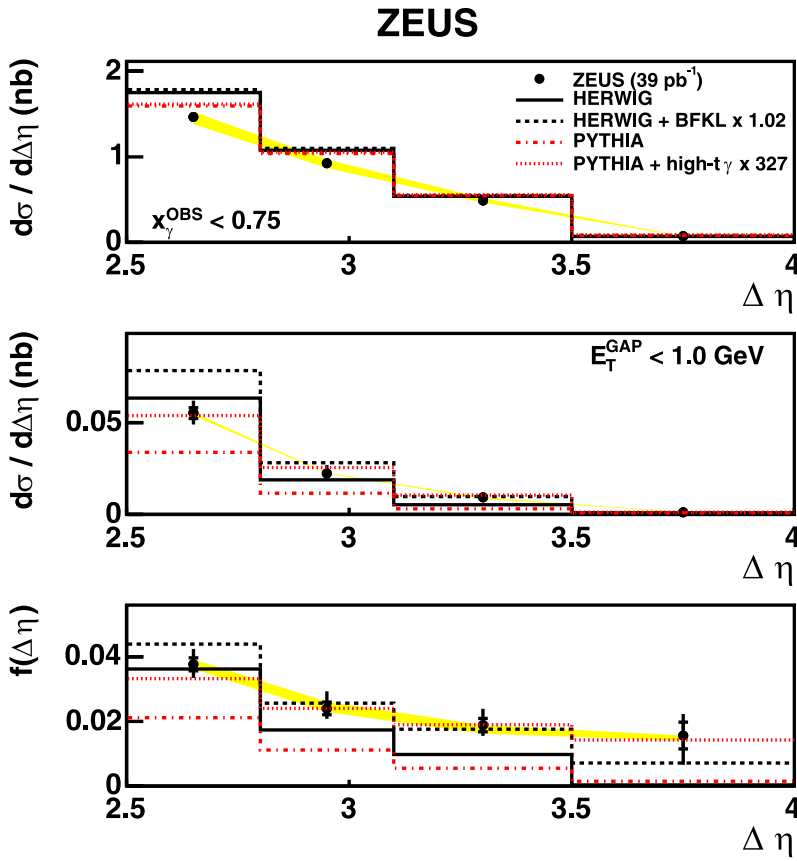 ZEUS
dσ / dΔη (nb)
2
1
0
ZEUS (39 pb⁻¹)
HERWIG
HERWIG + BFKL x 1.02
PYTHIA
PYTHIA + high-t γ x 327
x_γ^OBS < 0.75
2.5 3 3.5 4
Δ η
dσ / dΔη (nb)
0.05
0
E_T^GAP < 1.0 GeV
2.5 3 3.5 4
Δ η
f(Δη)
0.04
0.02
0
2.5 3 3.5 4
Δ η